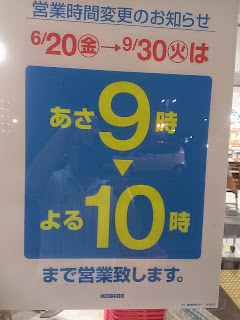 営業時間変更のお知らせ
6/20金→9/30火は
あさ9時
▼
よる10時
まで営業致します。